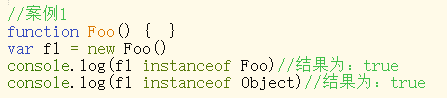 //案例1
function Foo() {  }
var f1 = new Foo()
console.log(f1 instanceof Foo)//结果为：true
console.log(f1 instanceof Object)//结果为：true